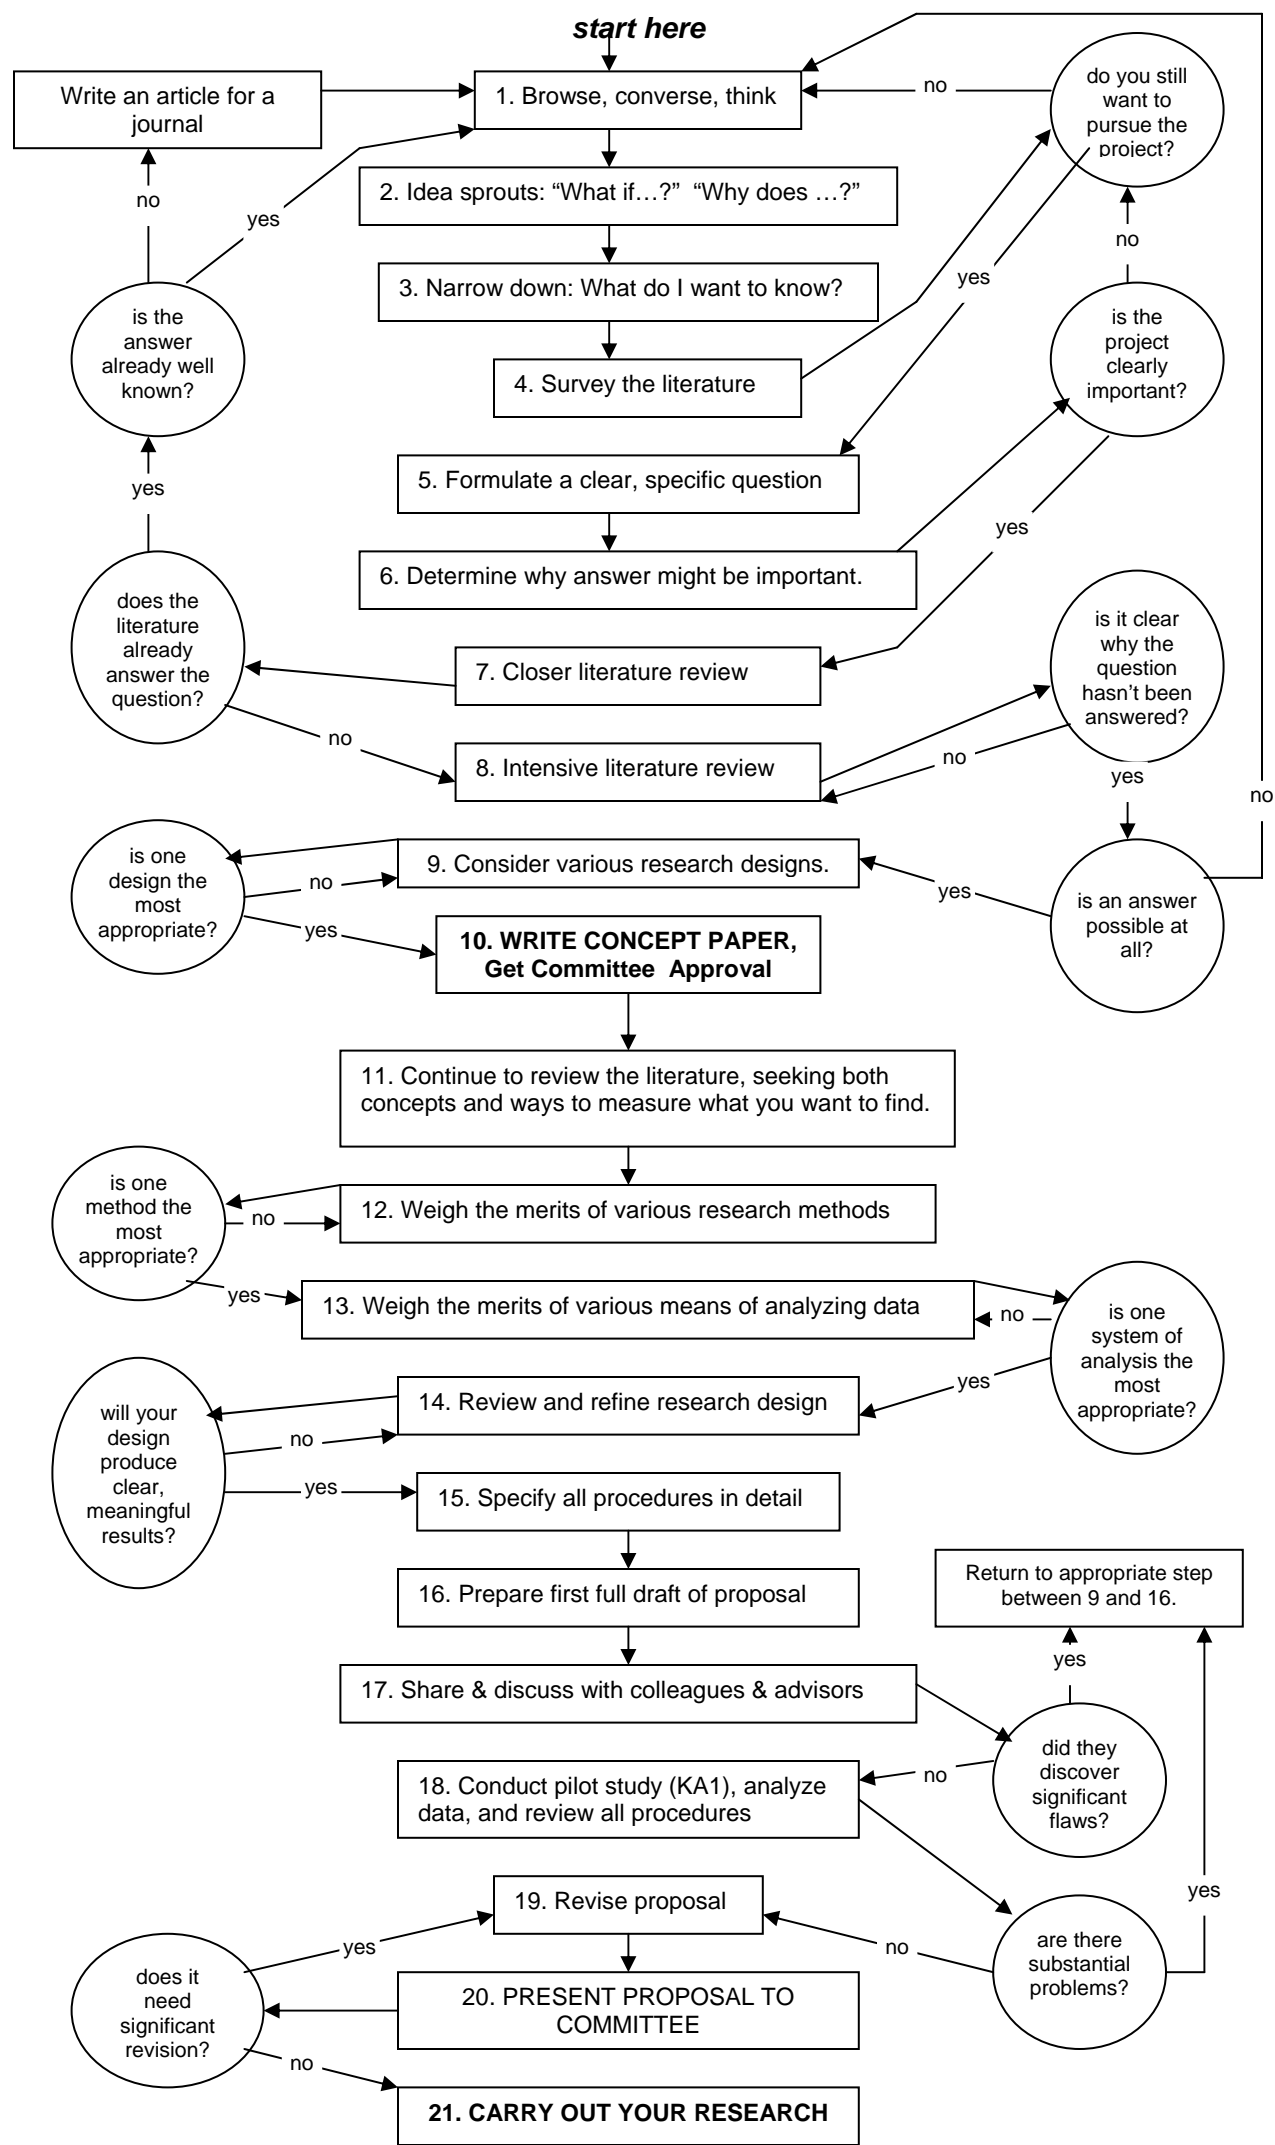 start here
Write an article for a
journal
1. Browse, converse, think
no
do you still
want to
pursue the
project?
2. Idea sprouts: “What if…?” “Why does …?”
no
yes
no
3. Narrow down: What do I want to know?
yes
is the
answer
already well
known?
is the
project
clearly
important?
4. Survey the literature
yes
5. Formulate a clear, specific question
yes
6. Determine why answer might be important.
does the
literature
already
answer the
question?
is it clear
why the
question
hasn’t been
answered?
7. Closer literature review
no
8. Intensive literature review
no
yes
no
is one
design the
most
appropriate?
9. Consider various research designs.
no
yes
is an answer
possible at
all?
yes
10. WRITE CONCEPT PAPER,
Get Committee  Approval
11. Continue to review the literature, seeking both
concepts and ways to measure what you want to find.
is one
method the
most
appropriate?
12. Weigh the merits of various research methods
no
yes
13. Weigh the merits of various means of analyzing data
no
is one
system of
analysis the
most
appropriate?
yes
14. Review and refine research design
will your
design
produce
clear,
meaningful
results?
no
yes
15. Specify all procedures in detail
16. Prepare first full draft of proposal
Return to appropriate step
between 9 and 16.
yes
17. Share & discuss with colleagues & advisors
did they
discover
significant
flaws?
no
18. Conduct pilot study (KA1), analyze
data, and review all procedures
yes
19. Revise proposal
yes
no
are there
substantial
problems?
does it
need
significant
revision?
20. PRESENT PROPOSAL TO
COMMITTEE
no
21. CARRY OUT YOUR RESEARCH